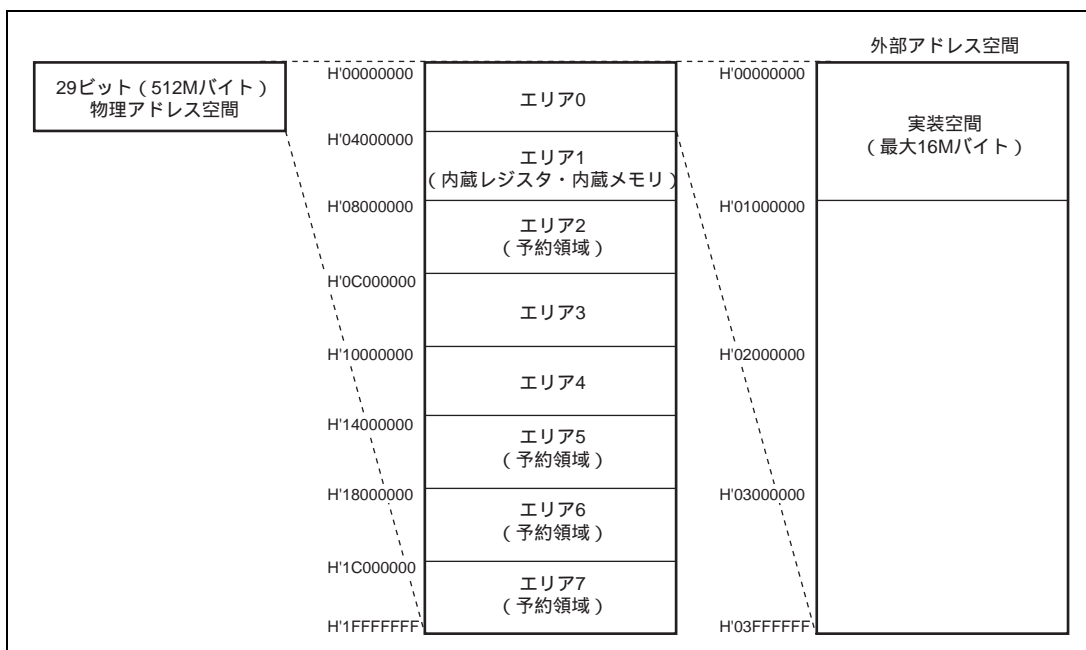 外部アドレス空間
29ビット(512Mバイト)
物理アドレス空間
H'00000000
エリア0
H'04000000
エリア1
(内蔵レジスタ・内蔵メモリ)
H'08000000
エリア2
(予約領域)
H'0C000000
エリア3
H'10000000
エリア4
H'14000000
エリア5
(予約領域)
H'18000000
エリア6
(予約領域)
H'1C000000
エリア7
(予約領域)
H'1FFFFFFF
H'00000000
実装空間
(最大16Mバイト)
H'01000000
H'02000000
H'03000000
H'03FFFFFF